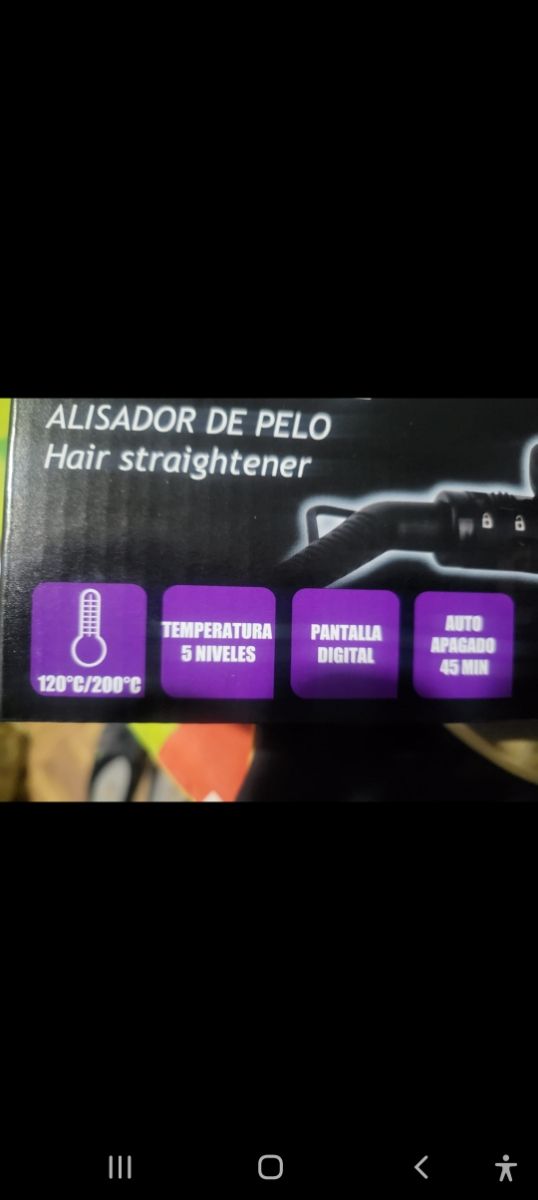 ALISADOR DE PELO
Hair straightener
120°C/200°C
TEMPERATURA
5 NIVELES
PANTALLA
DIGITAL
AUTO
APAGADO
45 MIN